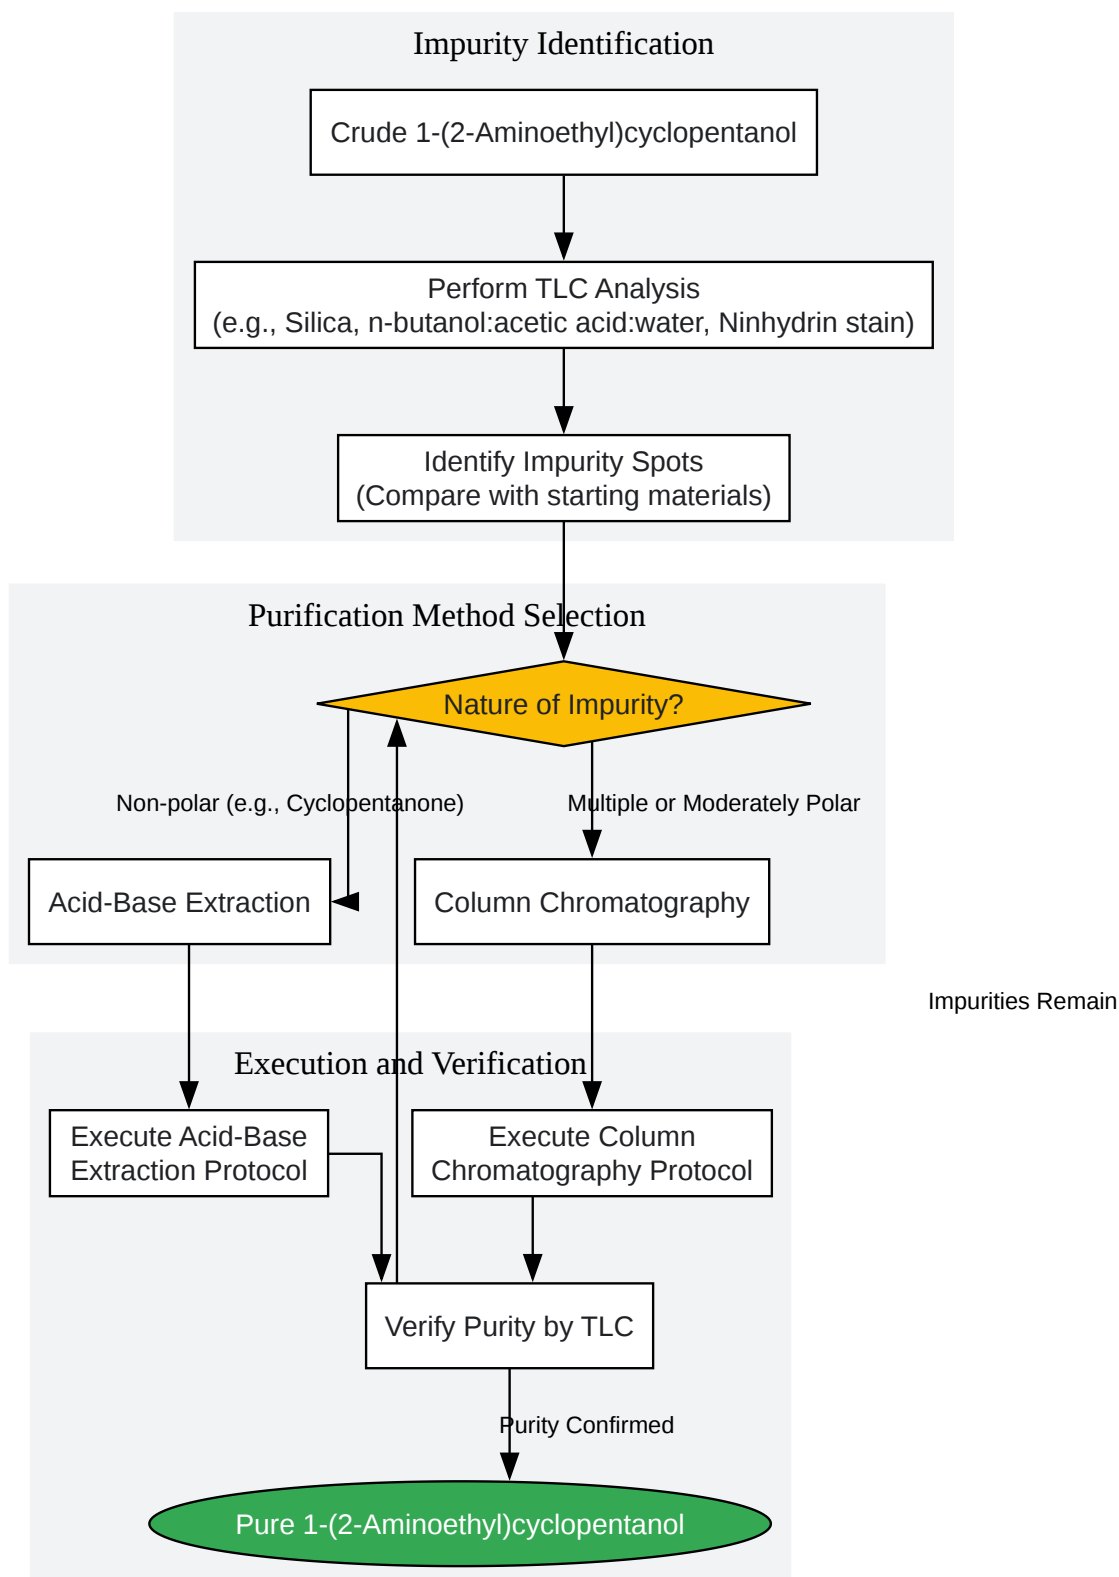 Impurity Identification
Crude 1-(2-Aminoethyl)cyclopentanol
Perform TLC Analysis
(e.g., Silica, n-butanol:acetic acid:water, Ninhydrin stain)
Identify Impurity Spots
(Compare with starting materials)
Purification Method Selection
Nature of Impurity?
Non-polar (e.g., Cyclopentanone)
Multiple or Moderately Polar
Acid-Base Extraction
Column Chromatography
Impurities Remain
Execution and Verification
Execute Acid-Base
Extraction Protocol
Execute Column
Chromatography Protocol
Verify Purity by TLC
Purity Confirmed
Pure 1-(2-Aminoethyl)cyclopentanol